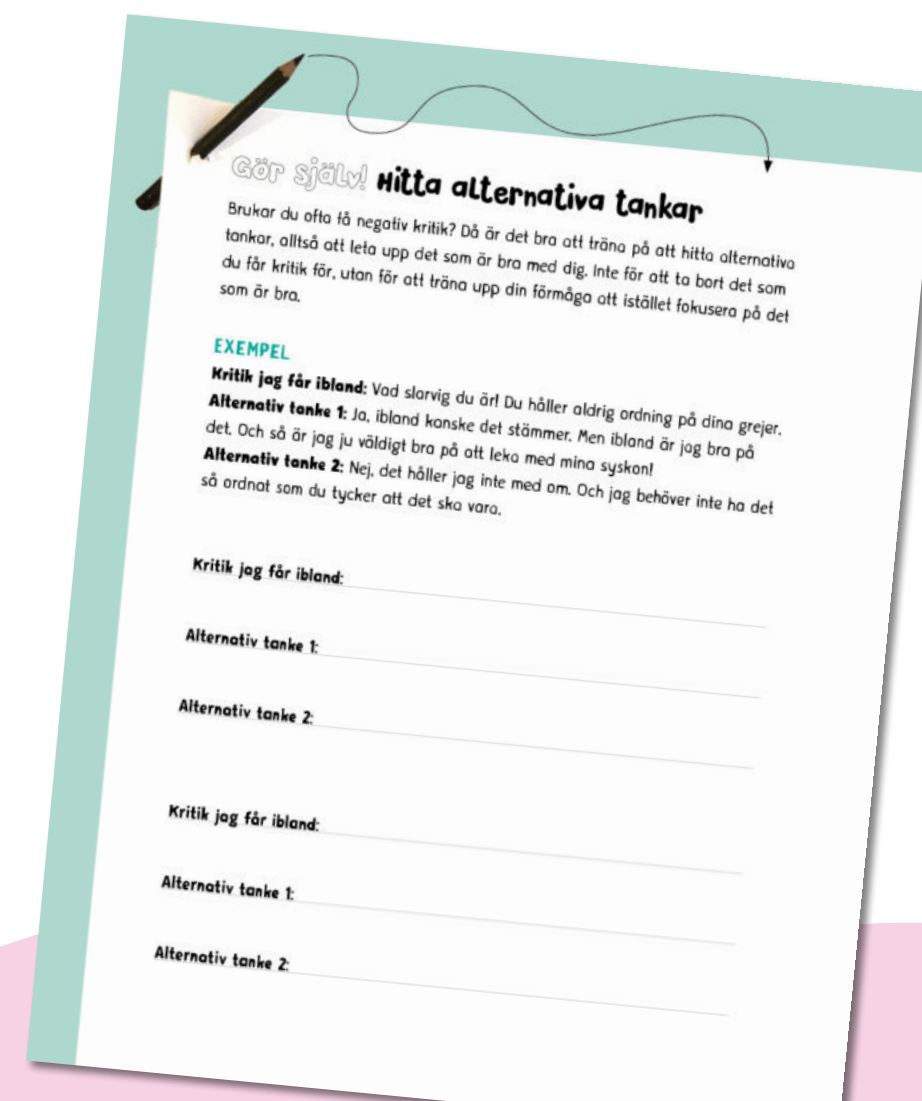 Gör själv! Hitta alternativa tankar
Brukar du ofta få negativ kritik? Då är det bra att träna på att hitta alternativa
tankar, alltså att leta upp det som är bra med dig. Inte för att ta bort det som
du får kritik för, utan för att träna upp din förmåga att istället fokusera på det
som är bra.
EXEMPEL
Kritik jag får ibland: Vad slarvig du är! Du håller aldrig ordning på dina grejer.
Alternativ tanke 1: Ja, ibland kanske det stämmer. Men ibland är jag bra på
det. Och så är jag ju väldigt bra på att leka med mina syskon!
Alternativ tanke 2: Nej, det håller jag inte med om. Och jag behöver inte ha det
så ordnat som du tycker att det ska vara.
Kritik jag får ibland:
Alternativ tanke 1:
Alternativ tanke 2:
Kritik jag får ibland:
Alternativ tanke 1:
Alternativ tanke 2: